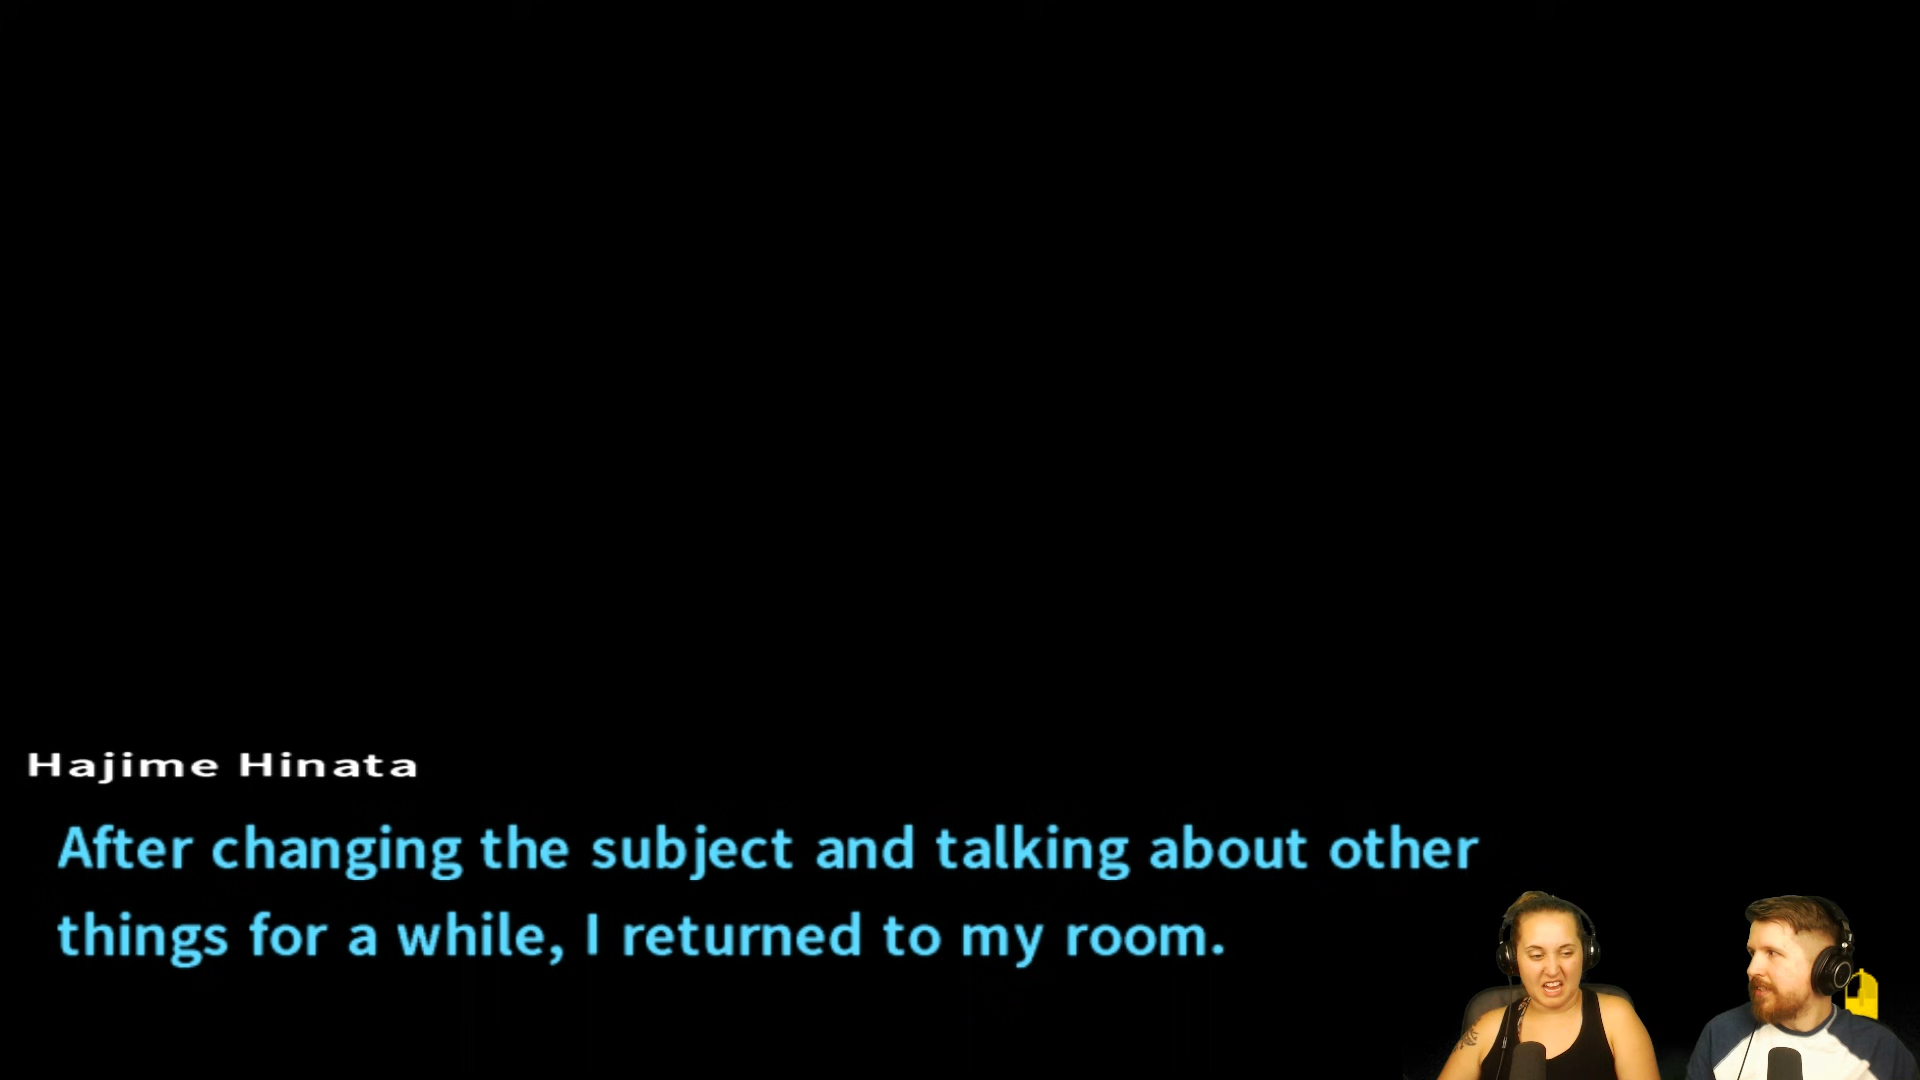 Hajime Hinata
After changing the subject and talking about other
things for a while, I returned to my room.